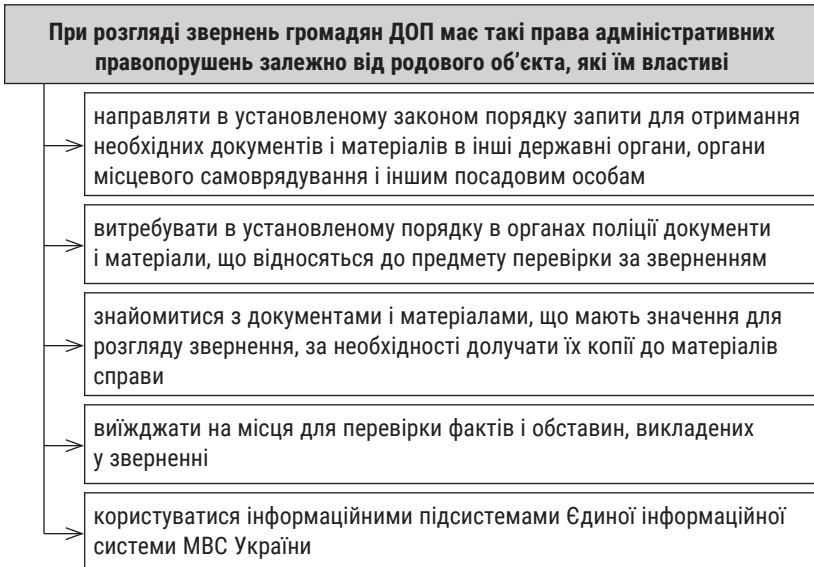 При розгляді звернень громадян ДОП має такі права адміністративних
правопорушень залежно від родового об’єкта, які їм властиві
направляти в установленому законом порядку запити для отримання
необхідних документів і матеріалів в інші державні органи, органи
місцевого самоврядування і іншим посадовим особам
витребувати в установленому порядку в органах поліції документи
і матеріали, що відносяться до предмету перевірки за зверненням
знайомитися з документами і матеріалами, що мають значення для
розгляду звернення, за необхідності долучати їх копії до матеріалів
справи
виїжджати на місця для перевірки фактів і обставин, викладених
у зверненні
користуватися інформаційними підсистемами Єдиної інформаційної
системи МВС України